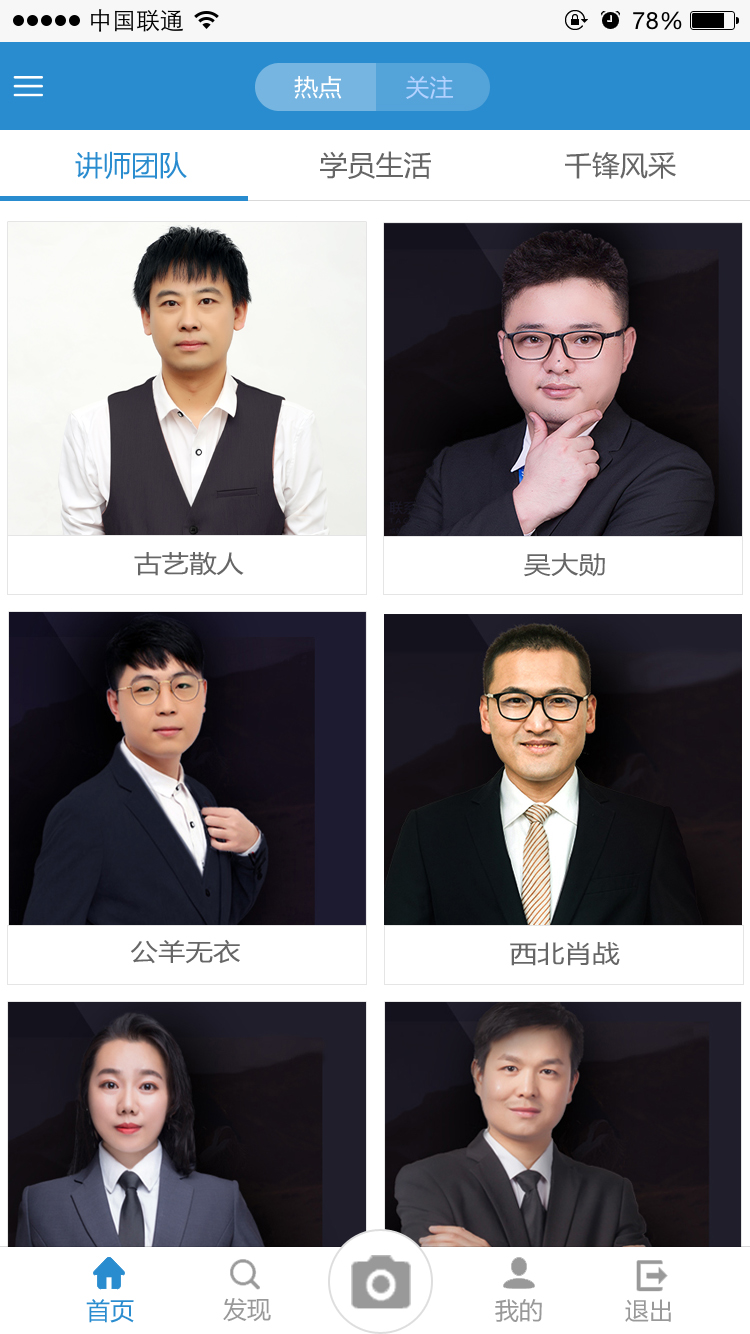 中国联通 78%
热点 关注
讲师团队 学员生活 千锋风采
古艺散人 吴大勋
公羊无衣 西北肖战
首页 发现 我的 退出